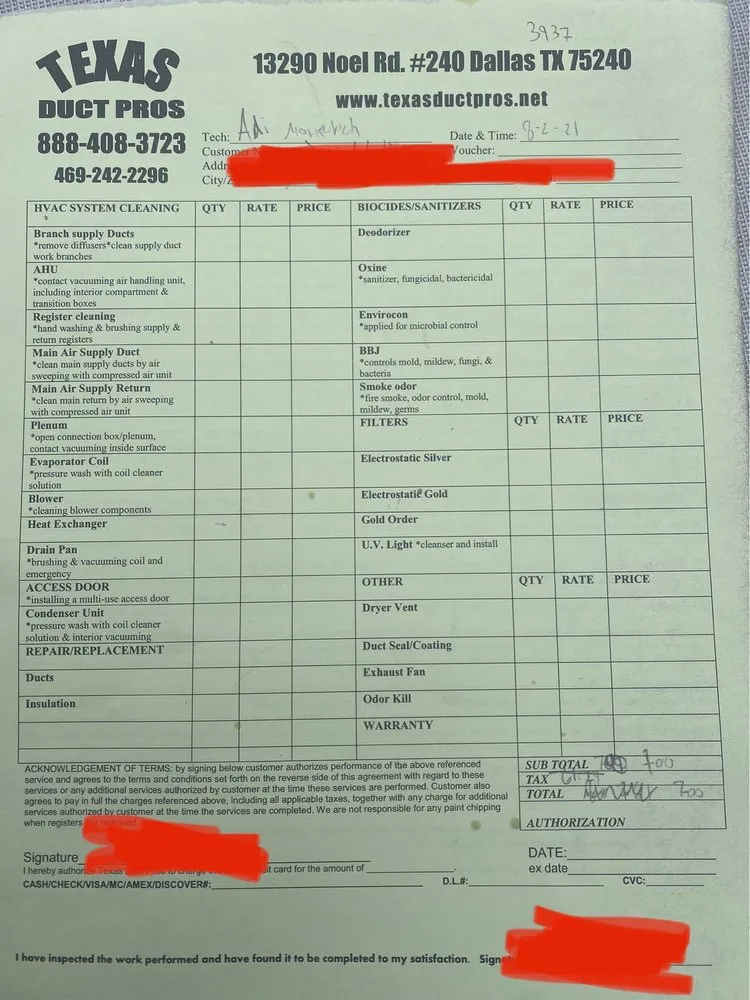 3937
TEXAS
DUCT PROS
888-408-3723
469-242-2296
13290 Noel Rd. #240 Dallas TX 75240
www.texasductpros.net
Tech: Adi
Date & Time: 8-2-21
Customer
Voucher:
Addr
City/Z
HVAC SYSTEM CLEANING QTY RATE PRICE
Branch supply Ducts
*remove diffusers*clean supply duct
work branches
AHU
*contact vacuuming air handling unit,
including interior compartment &
transition boxes
Register cleaning
*hand washing & brushing supply &
return registers
Main Air Supply Duct
*clean main supply ducts by air
sweeping with compressed air unit
Main Air Supply Return
*clean main return by air sweeping
with compressed air unit
Plenum
*open connection box/plenum,
contact vacuuming inside surface
Evaporator Coil
*pressure wash with coil cleaner
solution
Blower
*cleaning blower components
Heat Exchanger
Drain Pan
*brushing & vacuuming coil and
emergency
ACCESS DOOR
*installing a multi-use access door
Condenser Unit
*pressure wash with coil cleaner
solution & interior vacuuming
REPAIR/REPLACEMENT
Ducts
Insulation
BIOCIDES/SANITIZERS QTY RATE PRICE
Deodorizer
Oxine
*sanitizer, fungicidal, bactericidal
Envirocon
*applied for microbial control
BBJ
*controls mold, mildew, fungi, &
bacteria
Smoke odor
*fire smoke, odor control, mold,
mildew, germs
FILTERS QTY RATE PRICE
Electrostatic Silver
Electrostatic Gold
Gold Order
U.V. Light *cleanser and install
OTHER QTY RATE PRICE
Dryer Vent
Duct Seal/Coating
Exhaust Fan
Odor Kill
WARRANTY
ACKNOWLEDGEMENT OF TERMS: by signing below customer authorizes performance of the above referenced
service and agrees to the terms and conditions set forth on the reverse side of this agreement with regard to these
services or any additional services authorized by customer at the time these services are performed. Customer also
agrees to pay in full the charges referenced above, including all applicable taxes, together with any charge for additional
services authorized by customer at the time the services are completed. We are not responsible for any paint chipping
when registers are removed
SUB TOTAL 700
TAX
TOTAL 700
AUTHORIZATION
Signature
I hereby authorize Texas to charge it card for the amount of
CASH/CHECK/VISA/MC/AMEX/DISCOVER#:
D.L.#:
DATE:
ex date
CVC:
I have inspected the work performed and have found it to be completed to my satisfaction. Signat